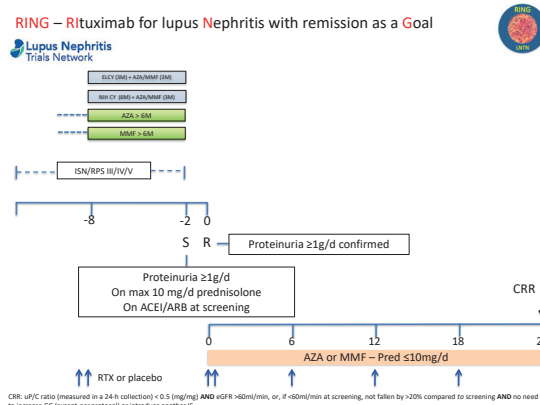 RING – RItuximab for lupus Nephritis with remission as a Goal
RING
LNTN
Lupus Nephritis
Trials Network
ELCY (3M) + AZA/MMF (3M)
NIH CY (6M) + AZA/MMF (3M)
AZA > 6M
MMF > 6M
ISN/RPS III/IV/V
-8 -2 0
S R
Proteinuria ≥1g/d confirmed
Proteinuria ≥1g/d
On max 10 mg/d prednisolone
On ACEI/ARB at screening
CRR
0 6 12 18 2
AZA or MMF – Pred ≤10mg/d
RTX or placebo
CRR: uP/C ratio (measured in a 24-h collection) < 0.5 (mg/mg) AND eGFR >60ml/min, or, if <60ml/min at screening, not fallen by >20% compared to screening AND no need